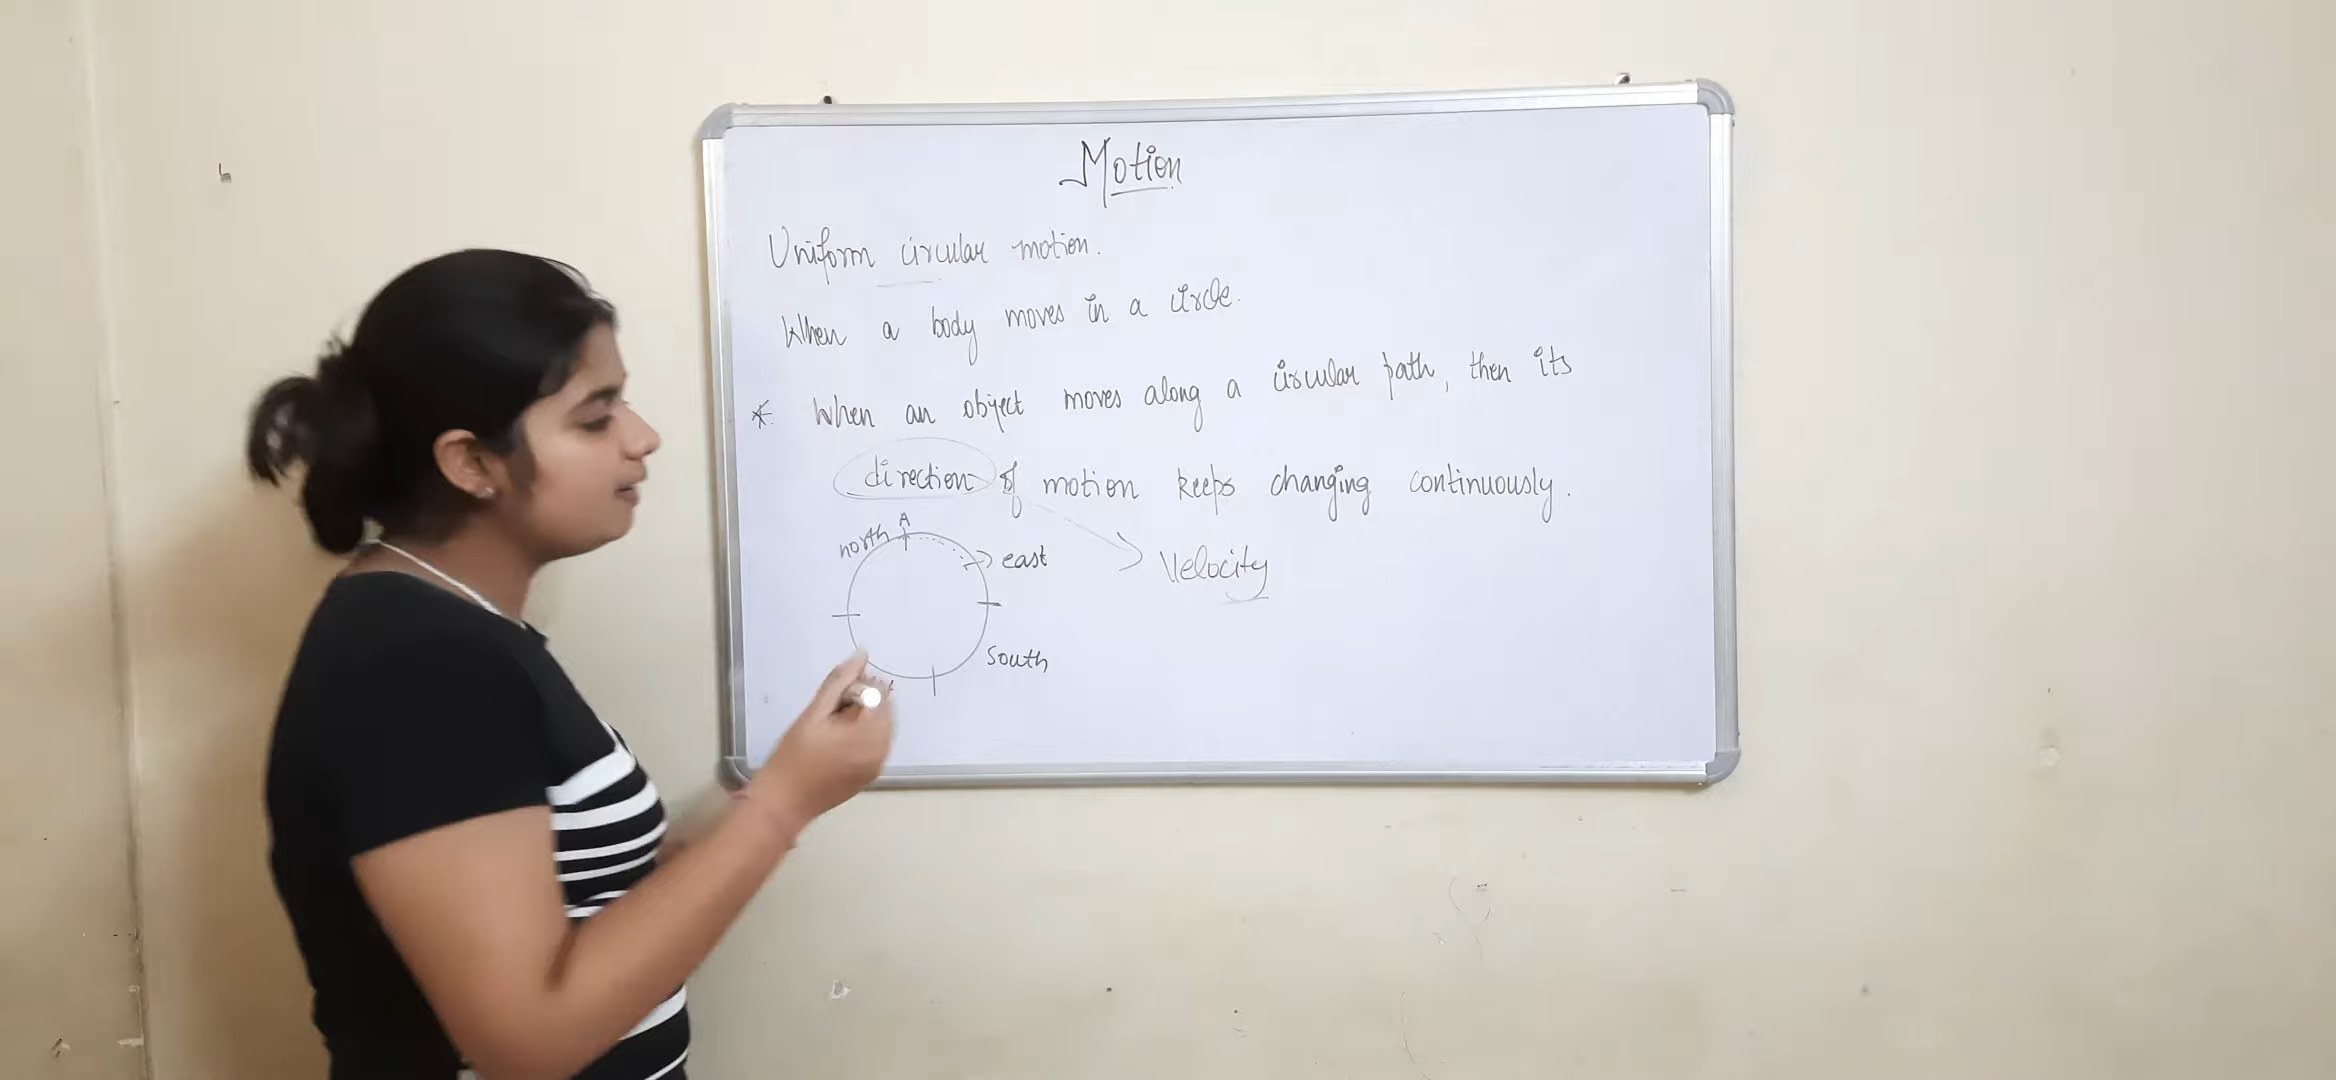 Motion
Uniform circular motion.
When a body moves in a circle.
* When an object moves along a circular path, then its
direction of motion keeps changing continuously.
A
north
east
Velocity
South